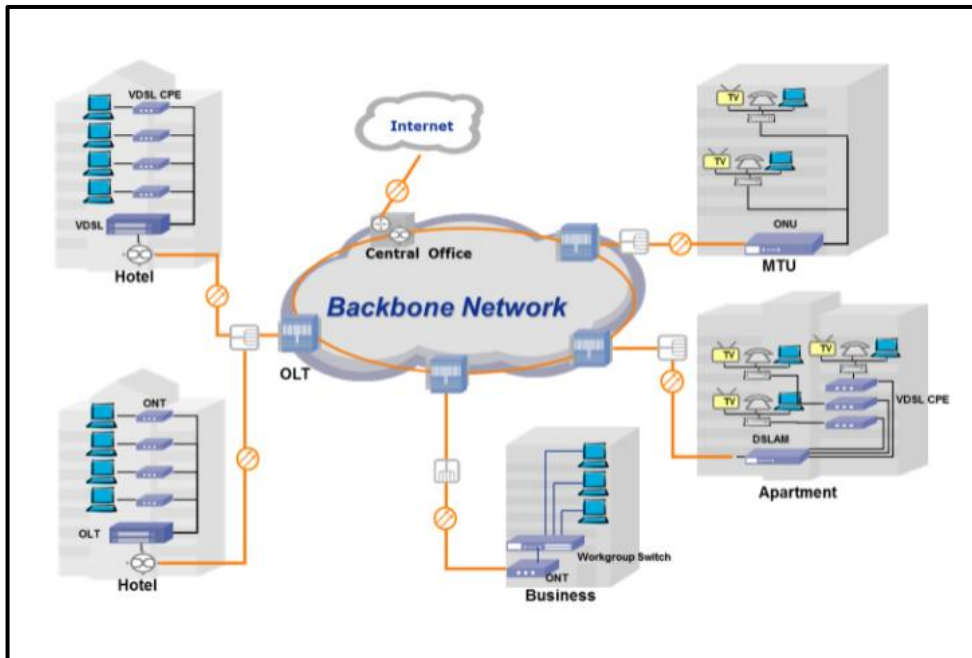 VDSL CPE
VDSL
Hotel
Internet
Central Office
Backbone Network
OLT
TV
TV
ONU
MTU
ONT
OLT
Hotel
Workgroup Switch
ONT
Business
TV
TV
TV
VDSL CPE
DSLAM
Apartment